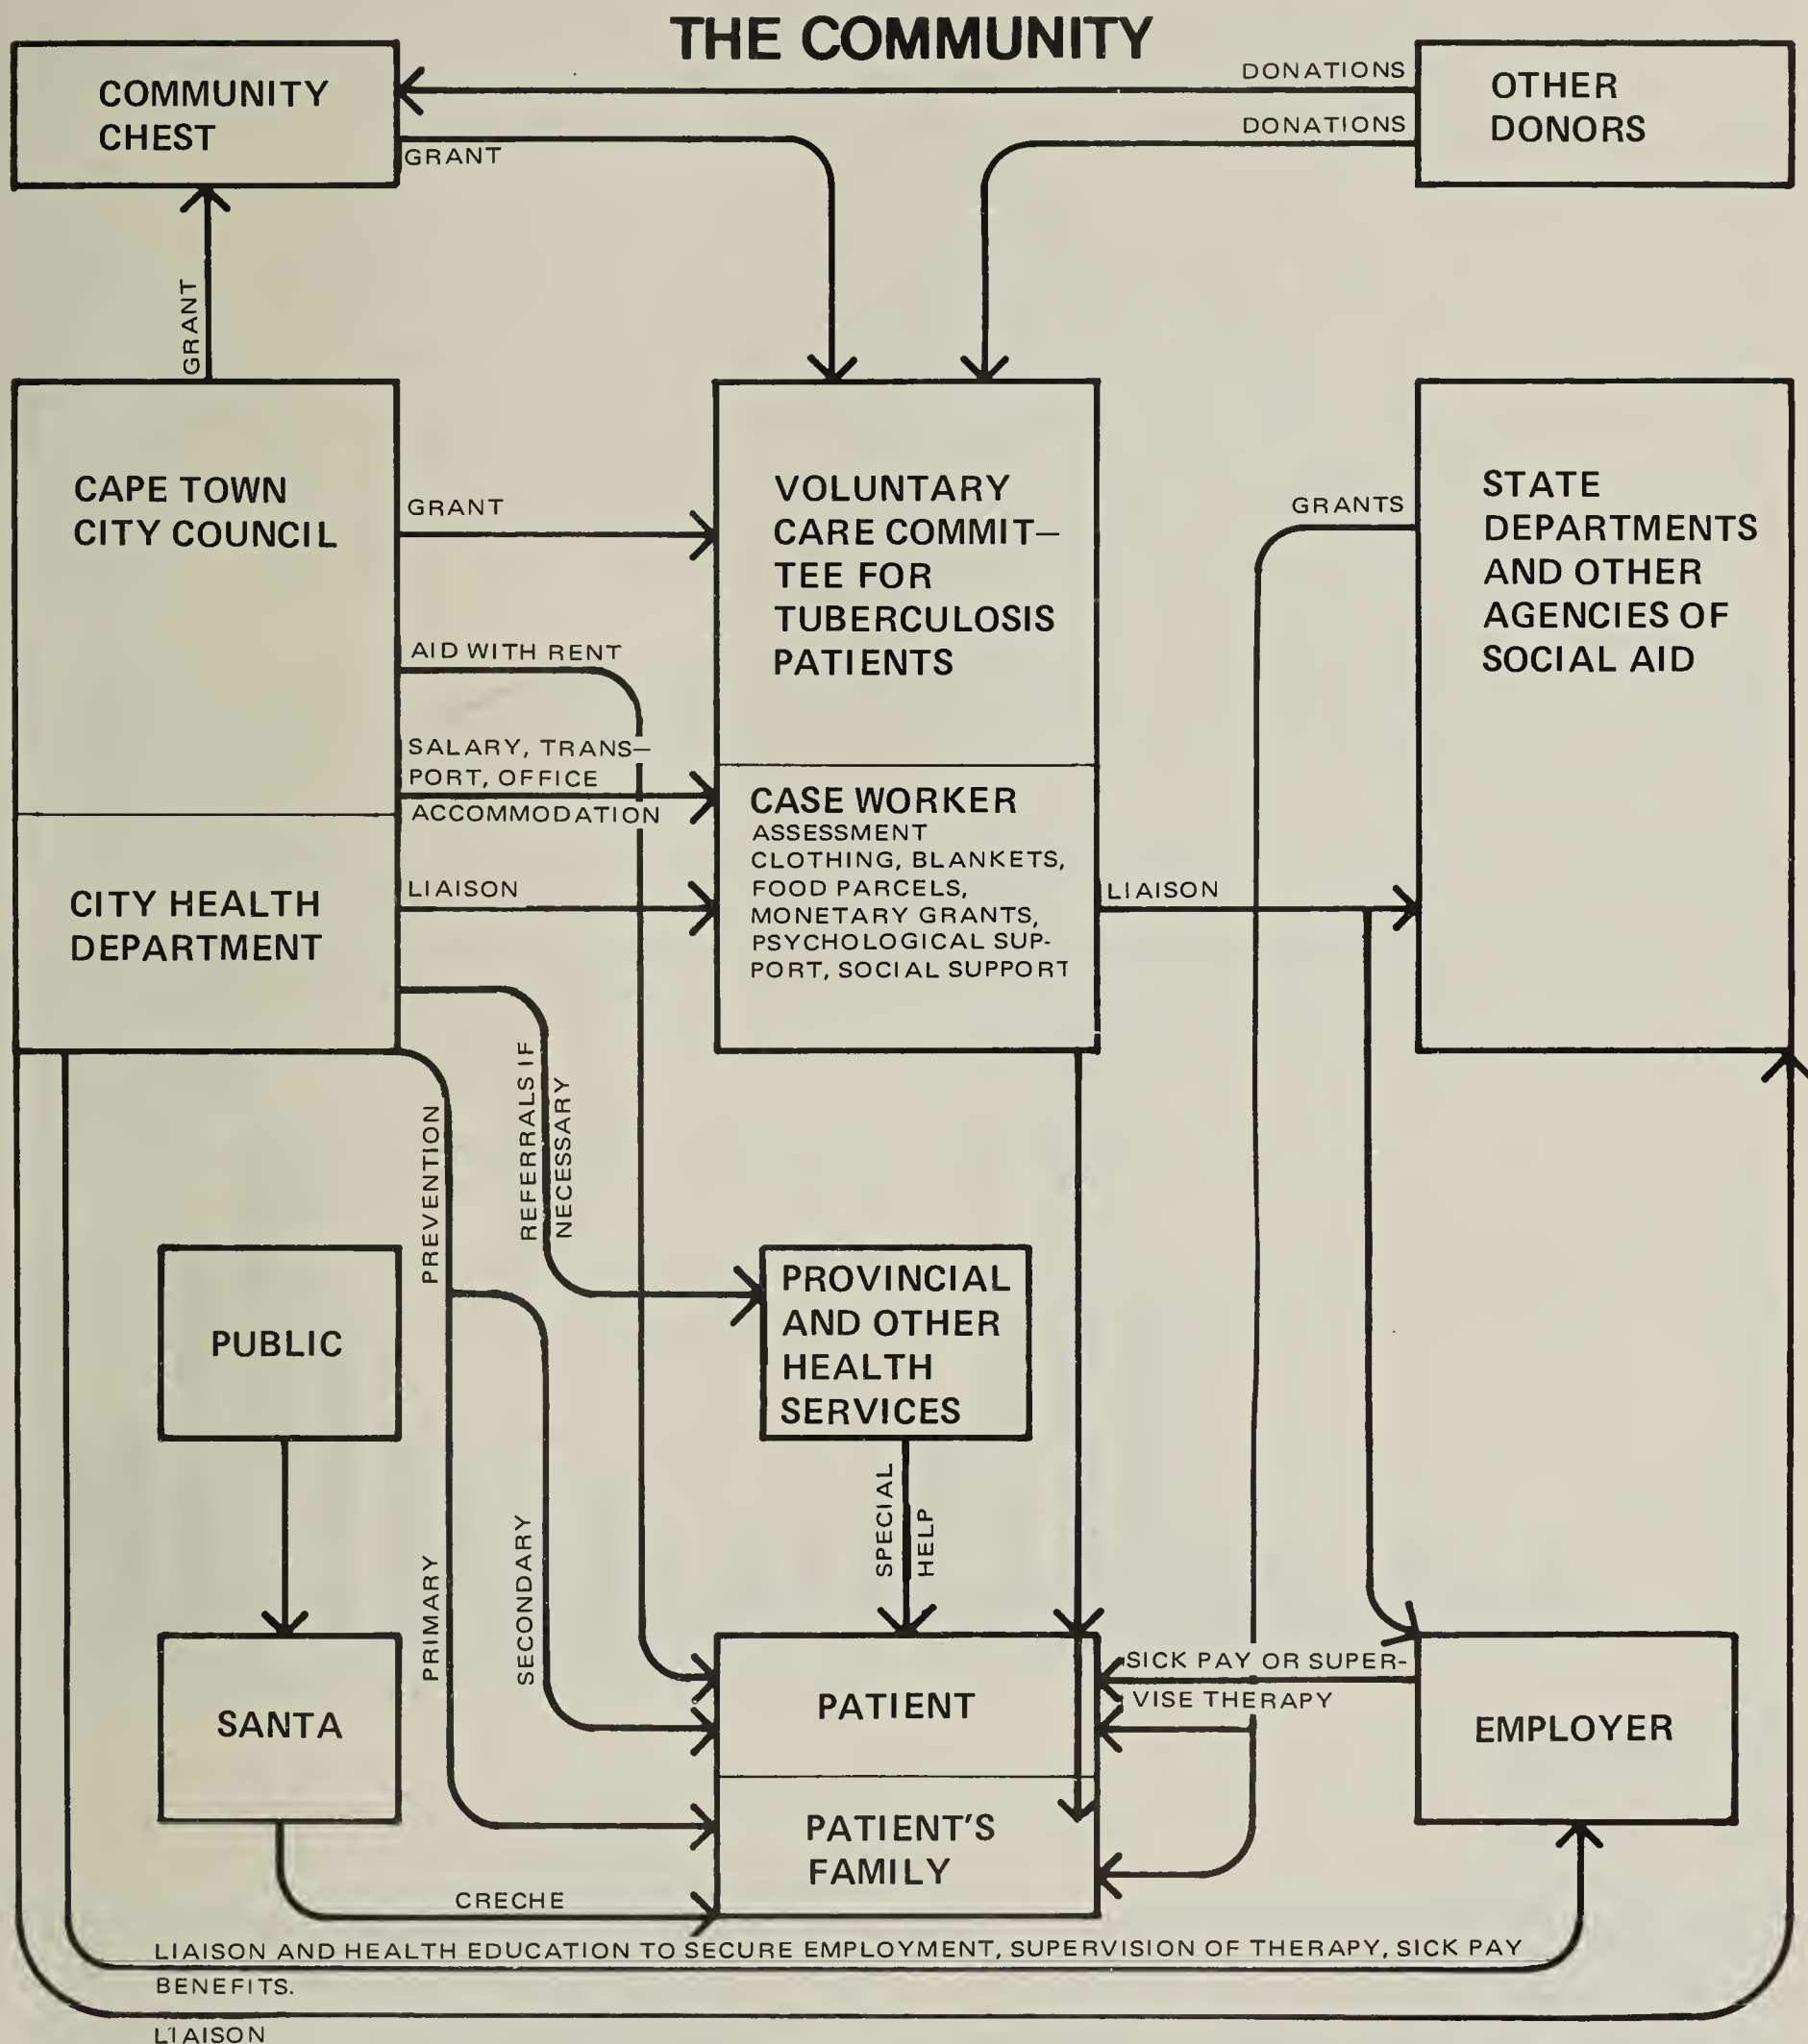 THE COMMUNITY
COMMUNITY
CHEST
DONATIONS
DONATIONS
OTHER
DONORS
GRANT
GRANT
CAPE TOWN
CITY COUNCIL
GRANT
VOLUNTARY
CARE COMMIT—
TEE FOR
TUBERCULOSIS
PATIENTS
GRANTS
STATE
DEPARTMENTS
AND OTHER
AGENCIES OF
SOCIAL AID
AID WITH RENT
SALARY, TRANS—
PORT, OFFICE
ACCOMMODATION
CASE WORKER
ASSESSMENT
CLOTHING, BLANKETS,
FOOD PARCELS,
MONETARY GRANTS,
PSYCHOLOGICAL SUP-
PORT, SOCIAL SUPPORT
CITY HEALTH
DEPARTMENT
LIAISON
LIAISON
PREVENTION
REFERRALS IF
NECESSARY
PUBLIC
PROVINCIAL
AND OTHER
HEALTH
SERVICES
PRIMARY
SECONDARY
SPECIAL
HELP
SANTA
PATIENT
SICK PAY OR SUPER-
VISE THERAPY
EMPLOYER
PATIENT'S
FAMILY
CRECHE
LIAISON AND HEALTH EDUCATION TO SECURE EMPLOYMENT, SUPERVISION OF THERAPY, SICK PAY
BENEFITS.
LIAISON